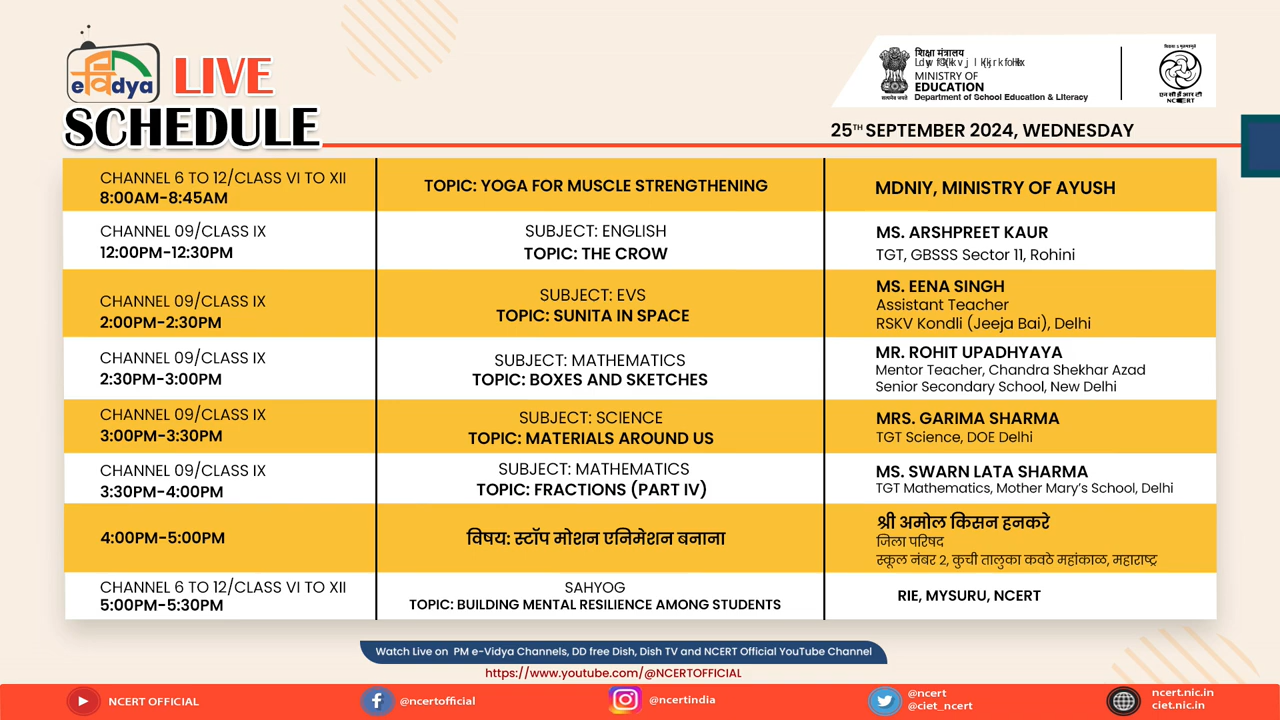 eविdya LIVE
SCHEDULE
शिक्षा मंत्रालय
MINISTRY OF
EDUCATION
Department of School Education & Literacy
सत्यमेव जयते
एन सी ई आर टी
NCERT
25TH SEPTEMBER 2024, WEDNESDAY
CHANNEL 6 TO 12/CLASS VI TO XII
8:00AM-8:45AM
TOPIC: YOGA FOR MUSCLE STRENGTHENING
MDNIY, MINISTRY OF AYUSH
CHANNEL 09/CLASS IX
12:00PM-12:30PM
SUBJECT: ENGLISH
TOPIC: THE CROW
MS. ARSHPREET KAUR
TGT, GBSSS Sector 11, Rohini
CHANNEL 09/CLASS IX
2:00PM-2:30PM
SUBJECT: EVS
TOPIC: SUNITA IN SPACE
MS. EENA SINGH
Assistant Teacher
RSKV Kondli (Jeeja Bai), Delhi
CHANNEL 09/CLASS IX
2:30PM-3:00PM
SUBJECT: MATHEMATICS
TOPIC: BOXES AND SKETCHES
MR. ROHIT UPADHYAYA
Mentor Teacher, Chandra Shekhar Azad
Senior Secondary School, New Delhi
CHANNEL 09/CLASS IX
3:00PM-3:30PM
SUBJECT: SCIENCE
TOPIC: MATERIALS AROUND US
MRS. GARIMA SHARMA
TGT Science, DOE Delhi
CHANNEL 09/CLASS IX
3:30PM-4:00PM
SUBJECT: MATHEMATICS
TOPIC: FRACTIONS (PART IV)
MS. SWARN LATA SHARMA
TGT Mathematics, Mother Mary's School, Delhi
4:00PM-5:00PM
विषय: स्टॉप मोशन एनिमेशन बनाना
श्री अमोल किसन हनकरे
जिला परिषद
स्कूल नंबर 2, कुची तालुका कवठे महांकाळ, महाराष्ट्र
CHANNEL 6 TO 12/CLASS VI TO XII
5:00PM-5:30PM
SAHYOG
TOPIC: BUILDING MENTAL RESILIENCE AMONG STUDENTS
RIE, MYSURU, NCERT
Watch Live on PM e-Vidya Channels, DD free Dish, Dish TV and NCERT Official YouTube Channel
https://www.youtube.com/@NCERTOFFICIAL
NCERT OFFICIAL
@ncertofficial
@ncertindia
@ncert
@ciet_ncert
ncert.nic.in
ciet.nic.in